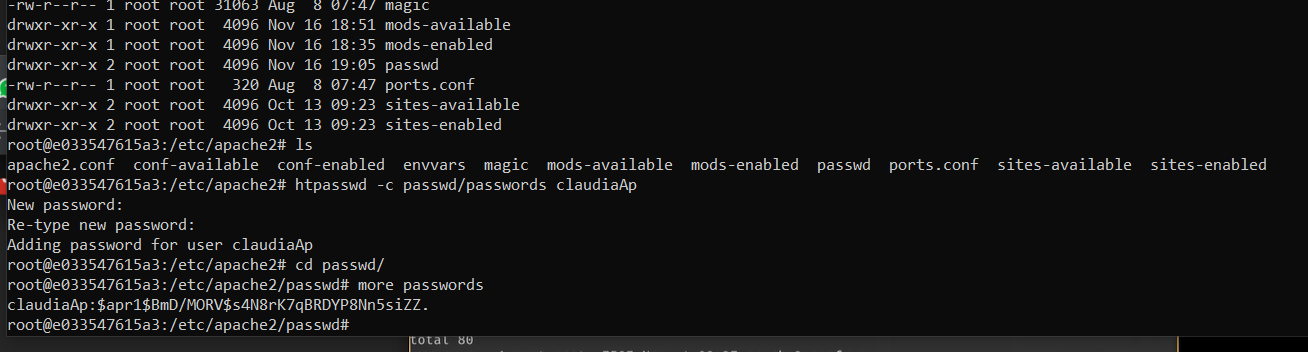 -rw-r--r-- 1 root root 31063 Aug  8 07:47 magic
drwxr-xr-x 1 root root  4096 Nov 16 18:51 mods-available
drwxr-xr-x 1 root root  4096 Nov 16 18:35 mods-enabled
drwxr-xr-x 2 root root  4096 Nov 16 19:05 passwd
-rw-r--r-- 1 root root   320 Aug  8 07:47 ports.conf
drwxr-xr-x 2 root root  4096 Oct 13 09:23 sites-available
drwxr-xr-x 2 root root  4096 Oct 13 09:23 sites-enabled
root@e033547615a3:/etc/apache2# ls
apache2.conf  conf-available  conf-enabled  envvars  magic  mods-available  mods-enabled  passwd  ports.conf  sites-available  sites-enabled
root@e033547615a3:/etc/apache2# htpasswd -c passwd/passwords claudiaAp
New password:
Re-type new password:
Adding password for user claudiaAp
root@e033547615a3:/etc/apache2# cd passwd/
root@e033547615a3:/etc/apache2/passwd# more passwords
claudiaAp:$apr1$BmD/MORV$s4N8rK7qBRDYP8Nn5siZZ.
root@e033547615a3:/etc/apache2/passwd#
total 80